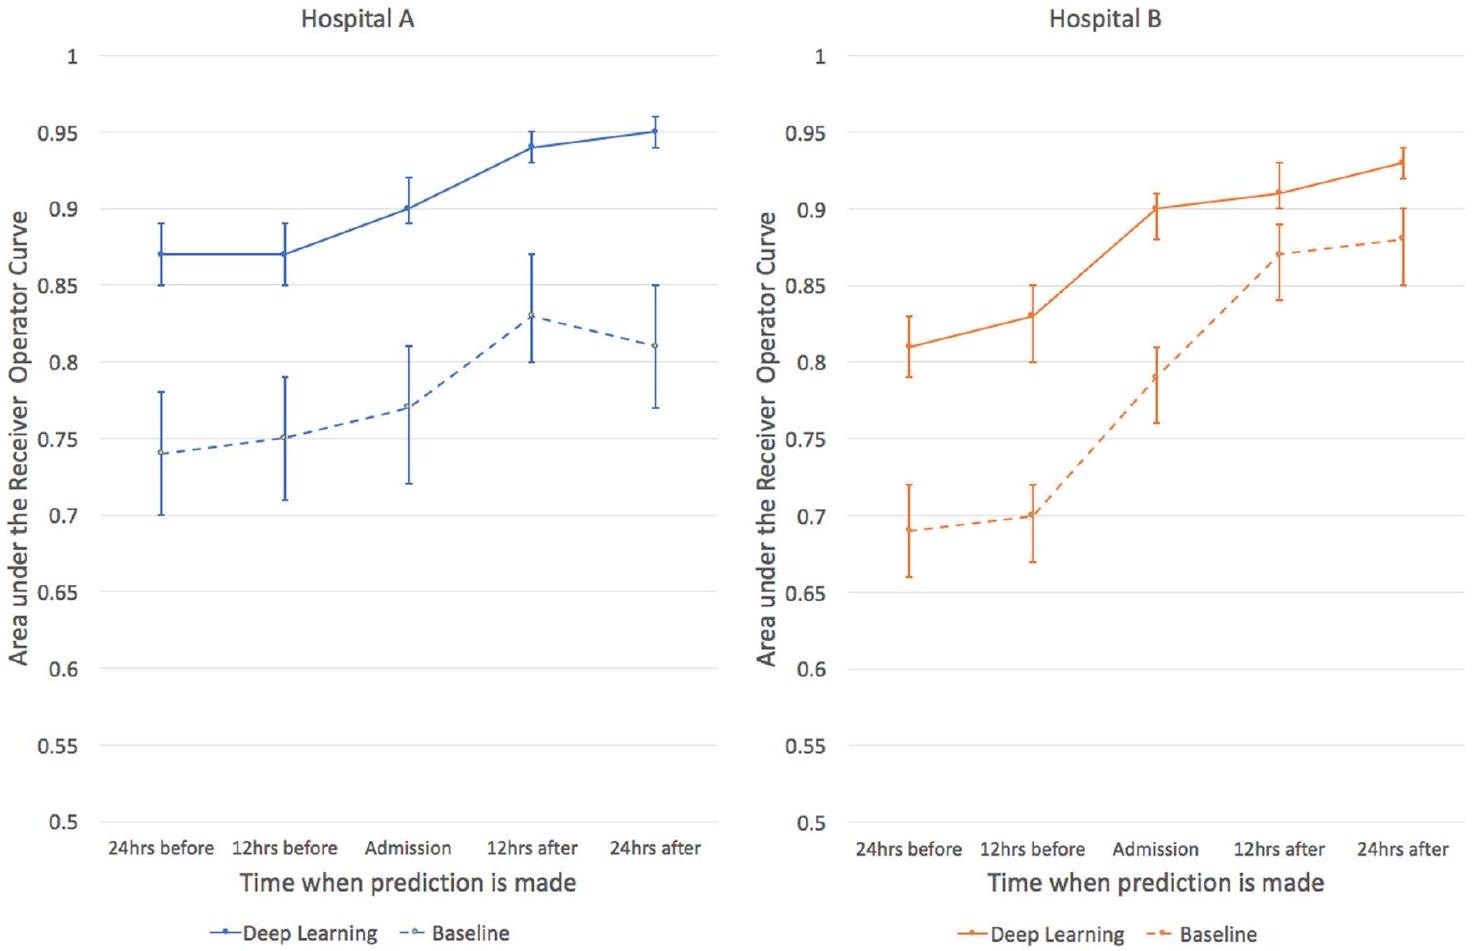 Hospital A
Area under the Receiver Operator Curve
1
0.95
0.9
0.85
0.8
0.75
0.7
0.65
0.6
0.55
0.5
24hrs before 12hrs before Admission 12hrs after 24hrs after
Time when prediction is made
Deep Learning Baseline
Hospital B
Area under the Receiver Operator Curve
1
0.95
0.9
0.85
0.8
0.75
0.7
0.65
0.6
0.55
0.5
24hrs before 12hrs before Admission 12hrs after 24hrs after
Time when prediction is made
Deep Learning Baseline